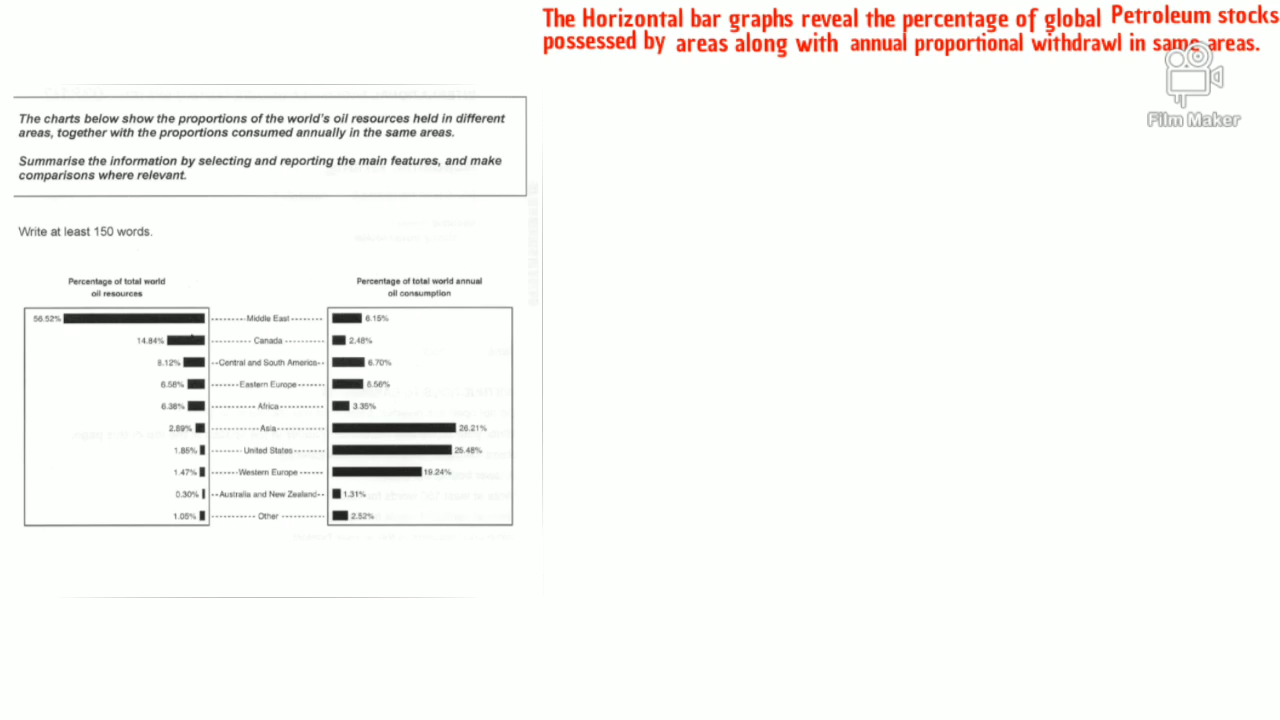 The Horizontal bar graphs reveal the percentage of global Petroleum stocks
possessed by areas along with annual proportional withdrawl in same areas.
Film Maker
The charts below show the proportions of the world's oil resources held in different
areas, together with the proportions consumed annually in the same areas.
Summarise the information by selecting and reporting the main features, and make
comparisons where relevant.
Write at least 150 words.
Percentage of total world
oil resources
Percentage of total world annual
oil consumption
56.52% Middle East 6.15%
14.84% Canada 2.48%
8.12% Central and South America 6.70%
6.58% Eastern Europe 6.56%
6.38% Africa 3.35%
2.89% Asia 26.21%
1.85% United States 25.48%
1.47% Western Europe 19.24%
0.30% Australia and New Zealand 1.31%
1.05% Other 2.52%